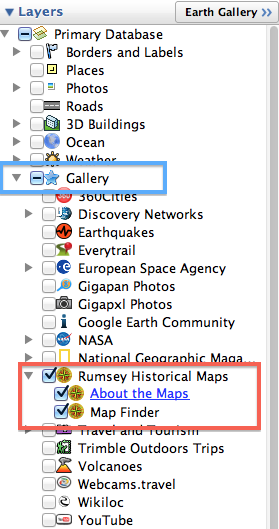 Layers
Earth Gallery >>
Primary Database
Borders and Labels
Places
Photos
Roads
3D Buildings
Ocean
Weather
Gallery
360Cities
Discovery Networks
Earthquakes
Everytrail
European Space Agency
Gigapan Photos
Gigapxl Photos
Google Earth Community
NASA
National Geographic Maga...
Rumsey Historical Maps
About the Maps
Map Finder
Travel and Tourism
Trimble Outdoors Trips
Volcanoes
Webcams.travel
Wikiloc
YouTube